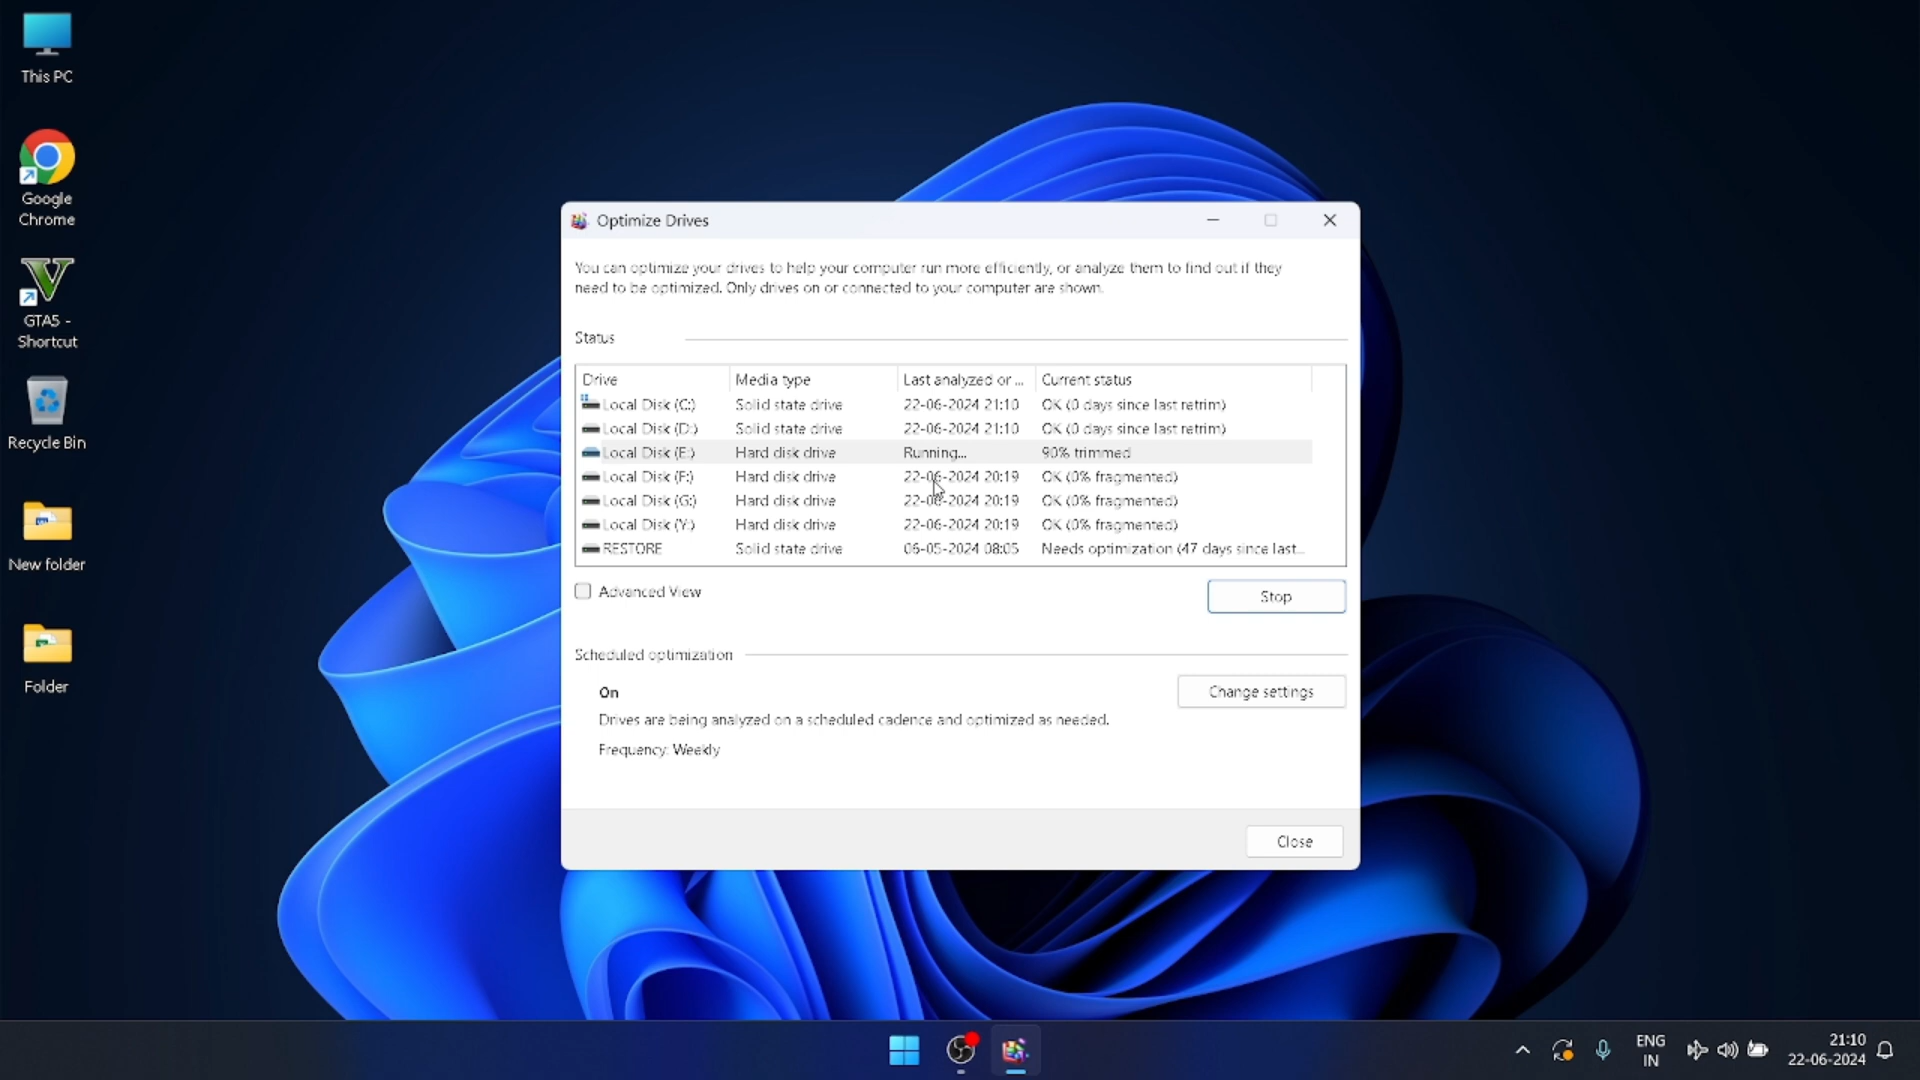 This PC
Google
Chrome
GTA5 -
Shortcut
Recycle Bin
New folder
Folder
Optimize Drives
You can optimize your drives to help your computer run more efficiently, or analyze them to find out if they
need to be optimized. Only drives on or connected to your computer are shown.
Status
Drive Media type Last analyzed or ... Current status
Local Disk (C:) Solid state drive 22-06-2024 21:10 OK (0 days since last retrim)
Local Disk (D:) Solid state drive 22-06-2024 21:10 OK (0 days since last retrim)
Local Disk (E:) Hard disk drive Running... 90% trimmed
Local Disk (F:) Hard disk drive 22-06-2024 20:19 OK (0% fragmented)
Local Disk (G:) Hard disk drive 22-06-2024 20:19 OK (0% fragmented)
Local Disk (Y:) Hard disk drive 22-06-2024 20:19 OK (0% fragmented)
RESTORE Solid state drive 06-05-2024 08:05 Needs optimization (47 days since last...
Advanced View
Stop
Scheduled optimization
On
Change settings
Drives are being analyzed on a scheduled cadence and optimized as needed.
Frequency: Weekly
Close
ENG
IN
21:10
22-06-2024